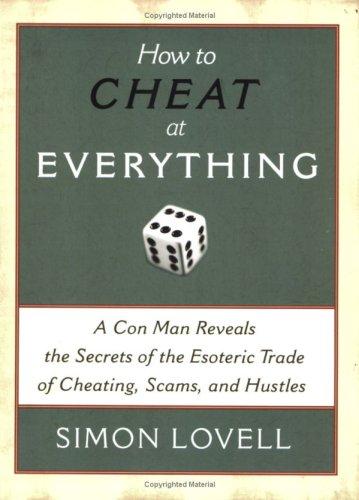 Copyrighted Material
How to
CHEAT
at
EVERYTHING
A Con Man Reveals
the Secrets of the Esoteric Trade
of Cheating, Scams, and Hustles
SIMON LOVELL
Copyrighted Material